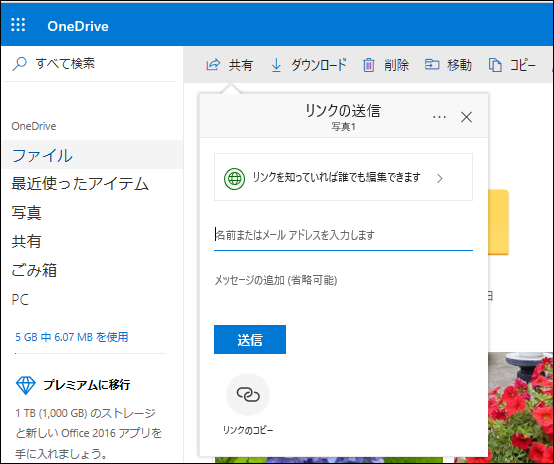 OneDrive
すべて検索
共有 ダウンロード 削除 移動 コピー
OneDrive
ファイル
最近使ったアイテム
写真
共有
ごみ箱
PC
5 GB 中 6.07 MB を使用
プレミアムに移行
1 TB (1,000 GB) のストレージ
と新しい Office 2016 アプリを
手に入れましょう。
リンクの送信
写真1
リンクを知っていれば誰でも編集できます
名前またはメール アドレスを入力します
メッセージの追加 (省略可能)
送信
リンクのコピー
日